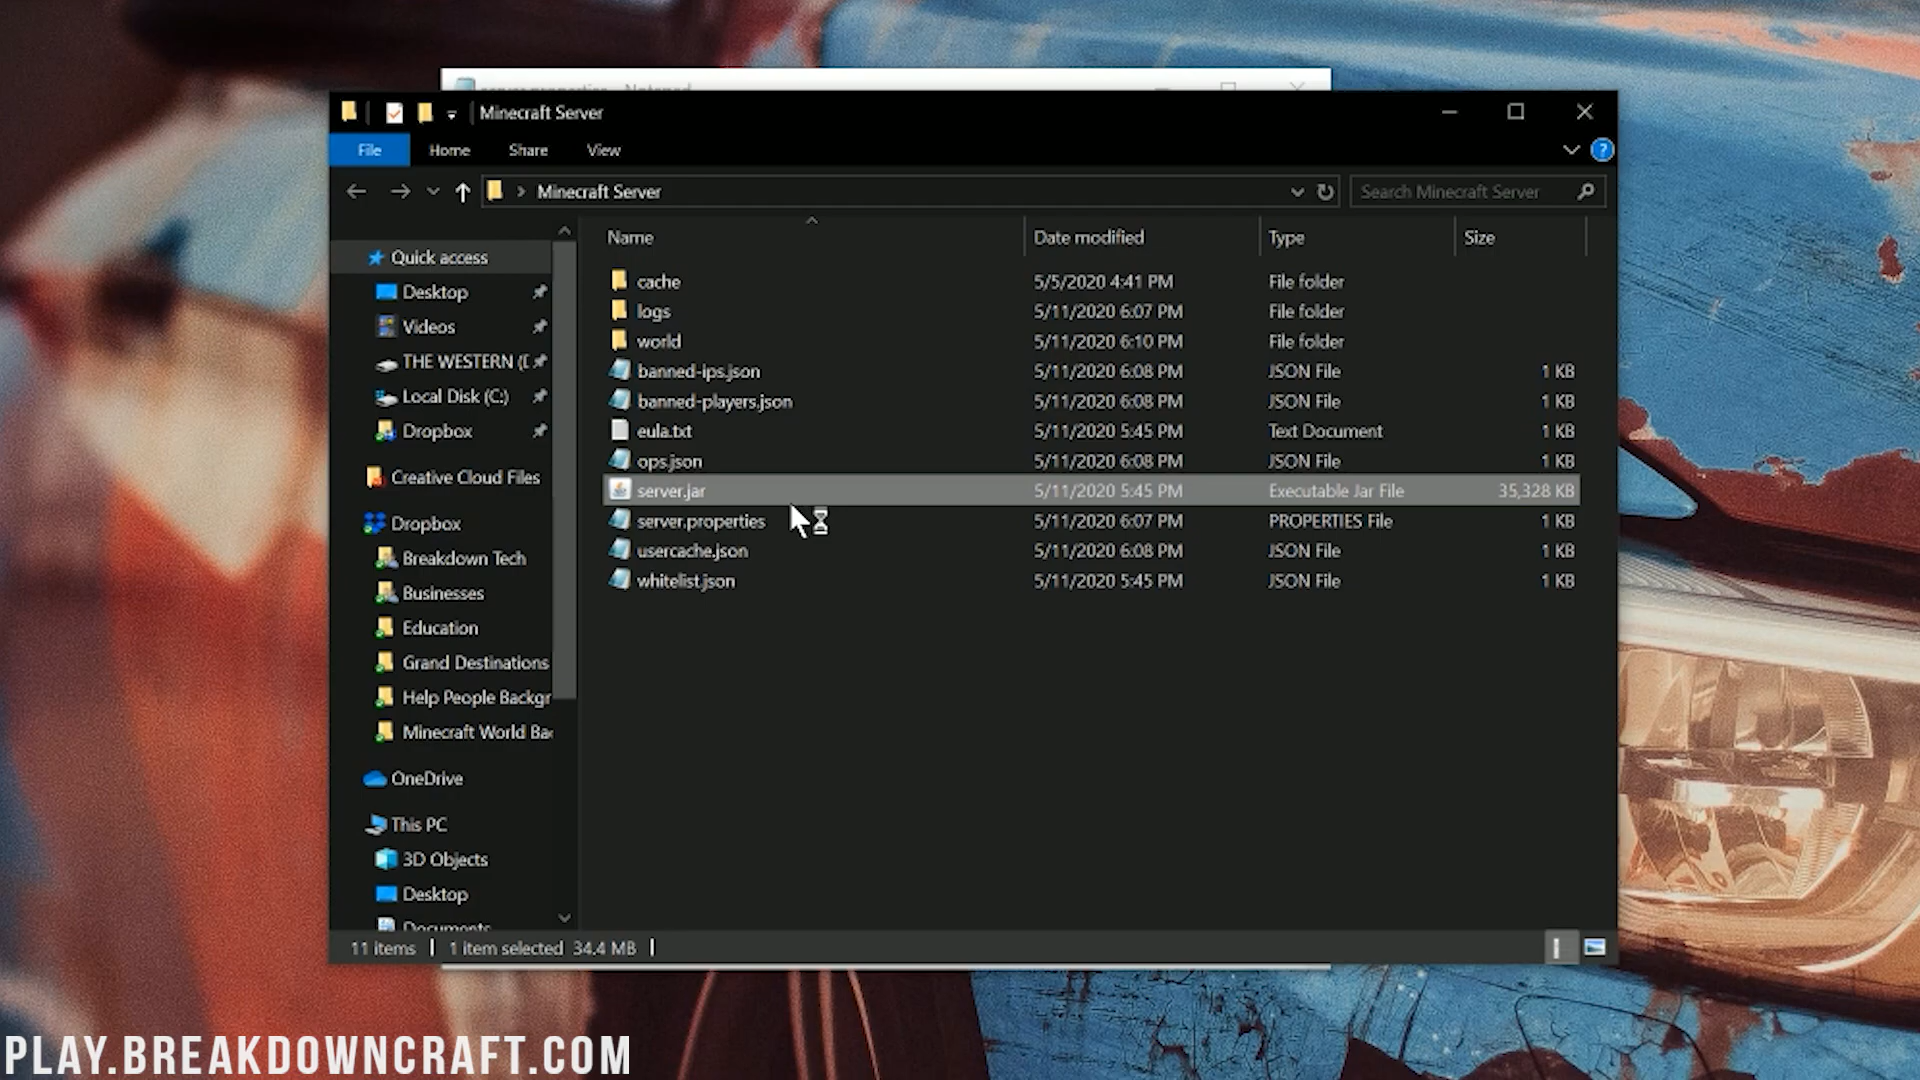 server.properties - Notepad
Minecraft Server
File Home Share View
Minecraft Server
Search Minecraft Server
Name Date modified Type Size
Quick access
Desktop
Videos
THE WESTERN (
Local Disk (C:)
Dropbox
Creative Cloud Files
Dropbox
Breakdown Tech
Businesses
Education
Grand Destinations
Help People Backgr
Minecraft World Bac
OneDrive
This PC
3D Objects
Desktop
Documents
cache 5/5/2020 4:41 PM File folder
logs 5/11/2020 6:07 PM File folder
world 5/11/2020 6:10 PM File folder
banned-ips.json 5/11/2020 6:08 PM JSON File 1 KB
banned-players.json 5/11/2020 6:08 PM JSON File 1 KB
eula.txt 5/11/2020 5:45 PM Text Document 1 KB
ops.json 5/11/2020 6:08 PM JSON File 1 KB
server.jar 5/11/2020 5:45 PM Executable Jar File 35,328 KB
server.properties 5/11/2020 6:07 PM PROPERTIES File 1 KB
usercache.json 5/11/2020 6:08 PM JSON File 1 KB
whitelist.json 5/11/2020 5:45 PM JSON File 1 KB
11 items 1 item selected 34.4 MB
PLAY.BREAKDOWNCRAFT.COM